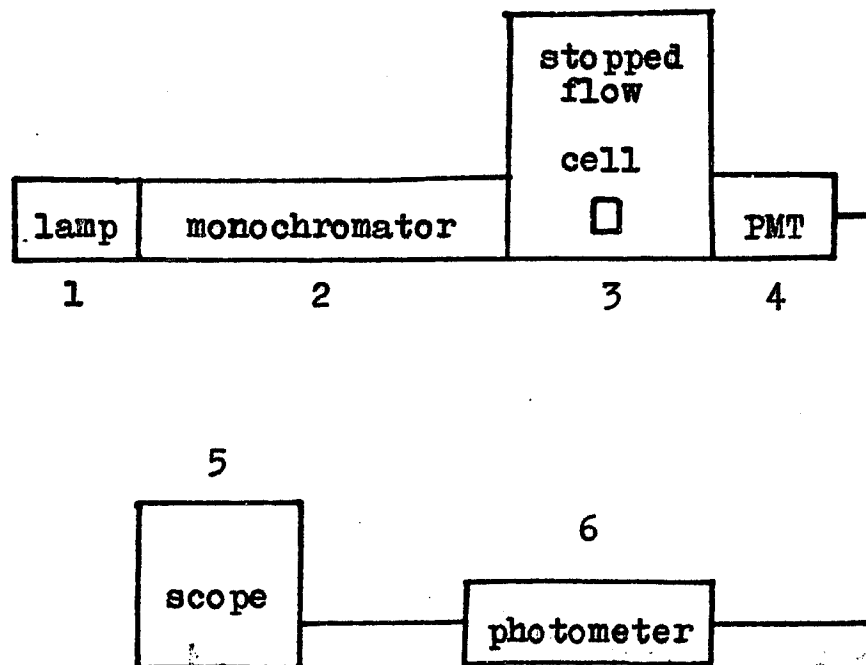 stopped
flow
cell
lamp
monochromator
PMT
1
2
3
4
5
6
scope
photometer